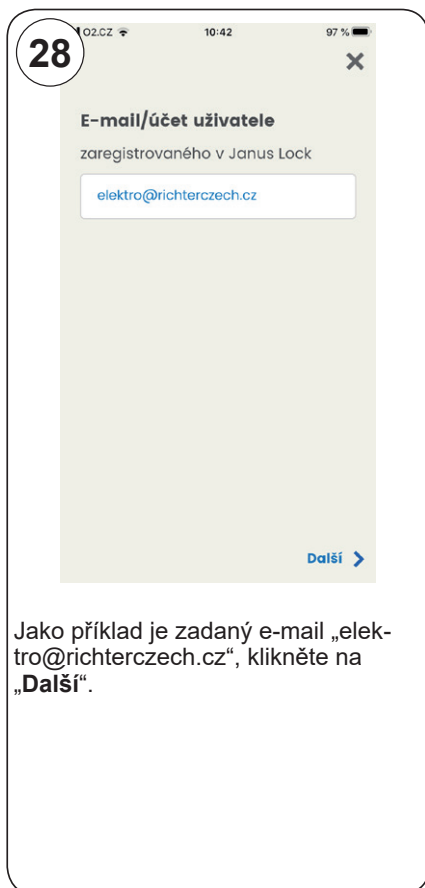 28
O2.CZ 10:42 97 %
E-mail/účet uživatele
zaregistrovaného v Janus Lock
elektro@richterczech.cz
Další
Jako příklad je zadaný e-mail „elek-
tro@richterczech.cz“, klikněte na
„Další“.